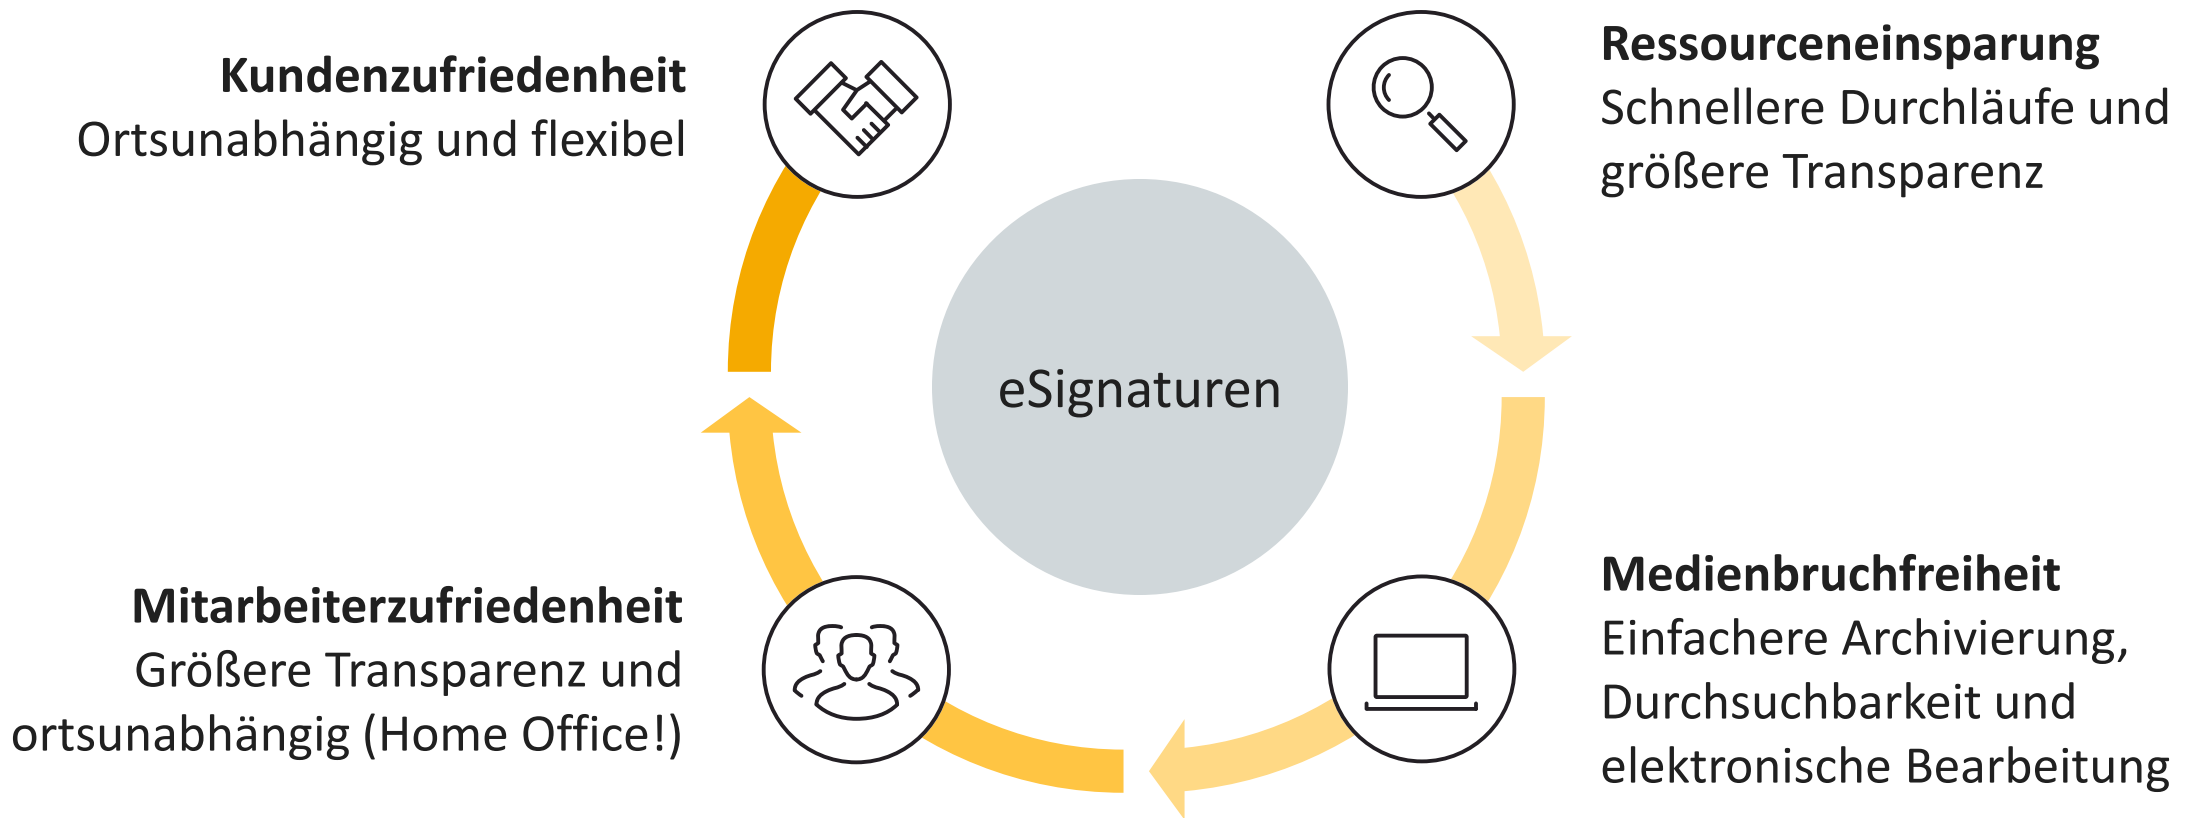 Kundenzufriedenheit
Ortsunabhängig und flexibel
Ressourceneinsparung
Schnellere Durchläufe und
größere Transparenz
eSignaturen
Mitarbeiterzufriedenheit
Größere Transparenz und
ortsunabhängig (Home Office!)
Medienbruchfreiheit
Einfachere Archivierung,
Durchsuchbarkeit und
elektronische Bearbeitung